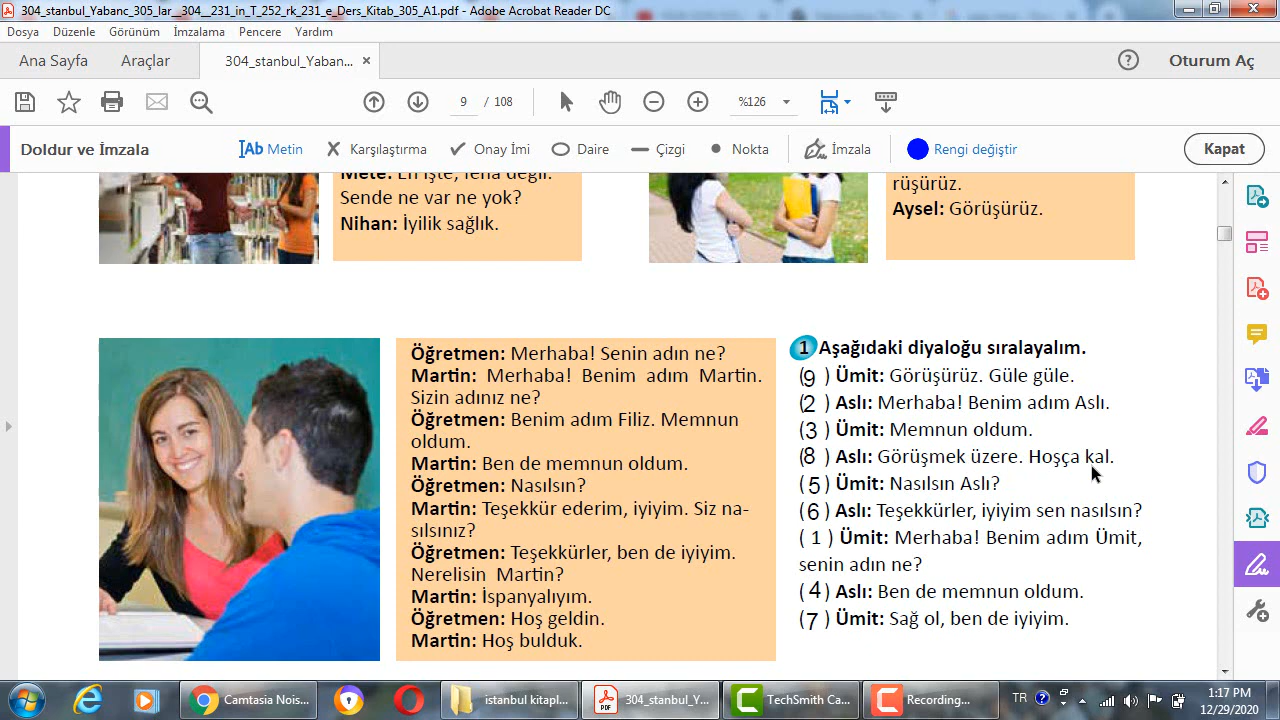 304_stanbul_Yabanc_305_lar__304__231_in_T_252_rk_231_e_Ders_Kitab_305_A1.pdf - Adobe Acrobat Reader DC
Dosya Düzenle Görünüm İmzalama Pencere Yardım
Ana Sayfa Araçlar 304_stanbul_Yaban... × Oturum Aç
9 / 108 %126
Doldur ve İmzala Ab Metin Karşılaştırma Onay İmi Daire Çizgi Nokta İmzala Rengi değiştir Kapat
Mete: Eh işte, fena değil.
Sende ne var ne yok?
Nihan: İyilik sağlık.
rüşürüz.
Aysel: Görüşürüz.
Öğretmen: Merhaba! Senin adın ne?
Martin: Merhaba! Benim adım Martin.
Sizin adınız ne?
Öğretmen: Benim adım Filiz. Memnun
oldum.
Martin: Ben de memnun oldum.
Öğretmen: Nasılsın?
Martin: Teşekkür ederim, iyiyim. Siz na-
sılsınız?
Öğretmen: Teşekkürler, ben de iyiyim.
Nerelisin Martin?
Martin: İspanyalıyım.
Öğretmen: Hoş geldin.
Martin: Hoş bulduk.
1 Aşağıdaki diyaloğu sıralayalım.
(9 ) Ümit: Görüşürüz. Güle güle.
(2 ) Aslı: Merhaba! Benim adım Aslı.
(3 ) Ümit: Memnun oldum.
(8 ) Aslı: Görüşmek üzere. Hoşça kal.
(5 ) Ümit: Nasılsın Aslı?
(6 ) Aslı: Teşekkürler, iyiyim sen nasılsın?
( 1 ) Ümit: Merhaba! Benim adım Ümit,
senin adın ne?
(4 ) Aslı: Ben de memnun oldum.
(7 ) Ümit: Sağ ol, ben de iyiyim.
Camtasia Nois... istanbul kitapl... 304_stanbul_Y... TechSmith Ca... Recording... TR 1:17 PM
12/29/2020